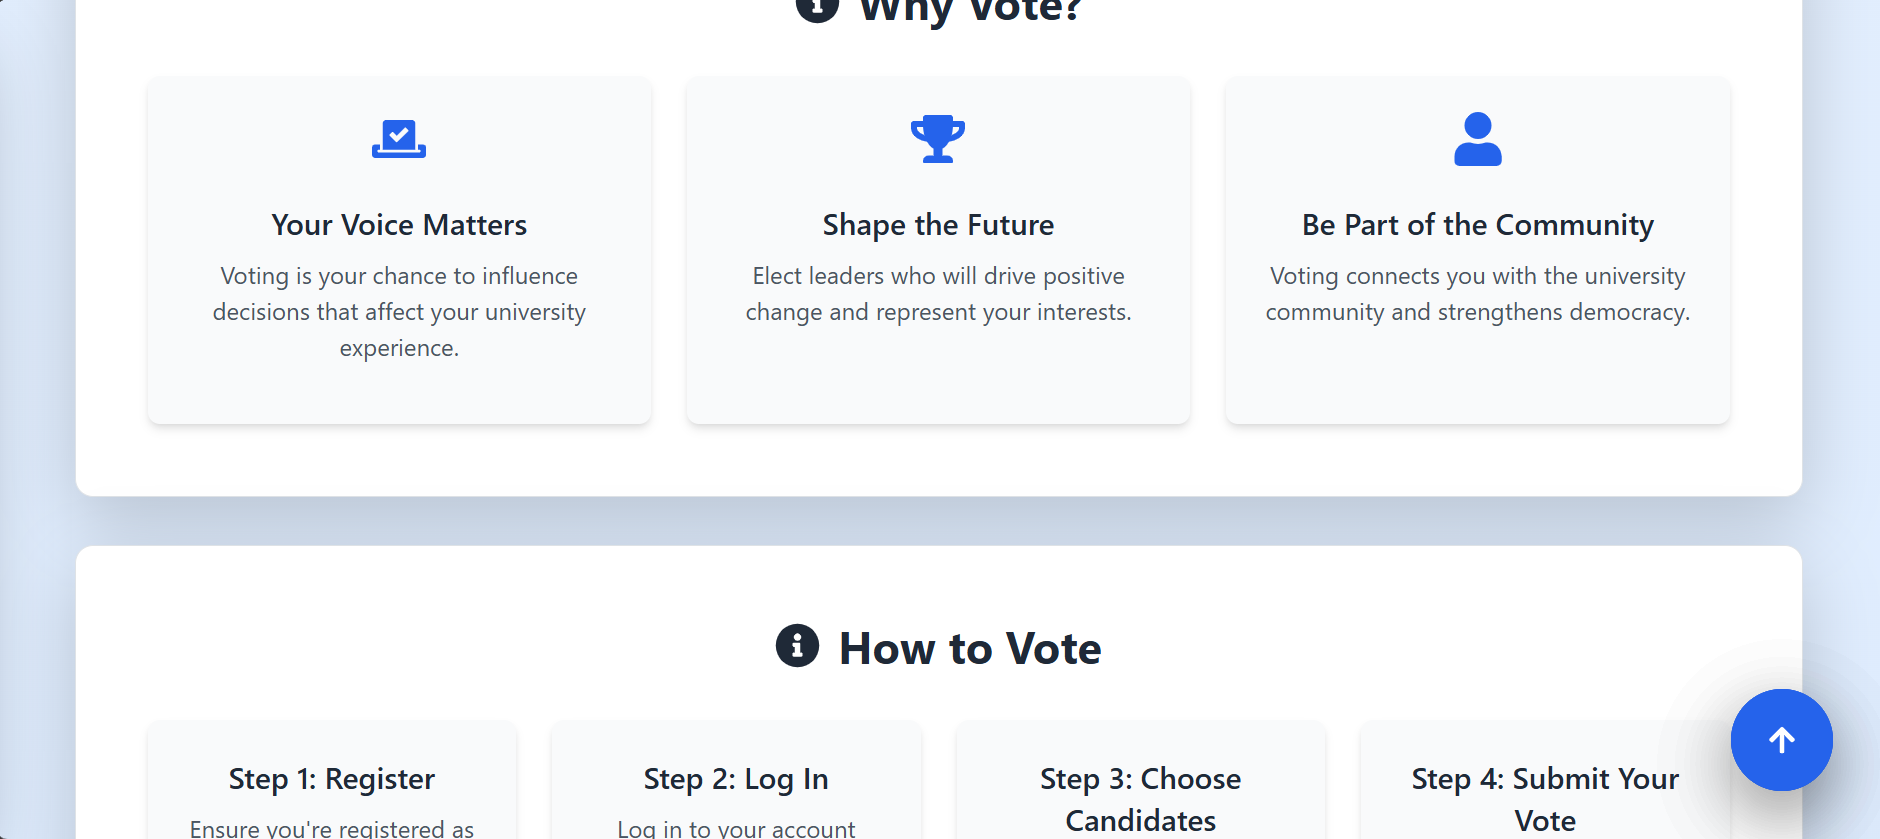 Why Vote?
Your Voice Matters
Voting is your chance to influence
decisions that affect your university
experience.
Shape the Future
Elect leaders who will drive positive
change and represent your interests.
Be Part of the Community
Voting connects you with the university
community and strengthens democracy.
How to Vote
Step 1: Register
Ensure you're registered as
Step 2: Log In
Log in to your account
Step 3: Choose
Candidates
Step 4: Submit Your
Vote